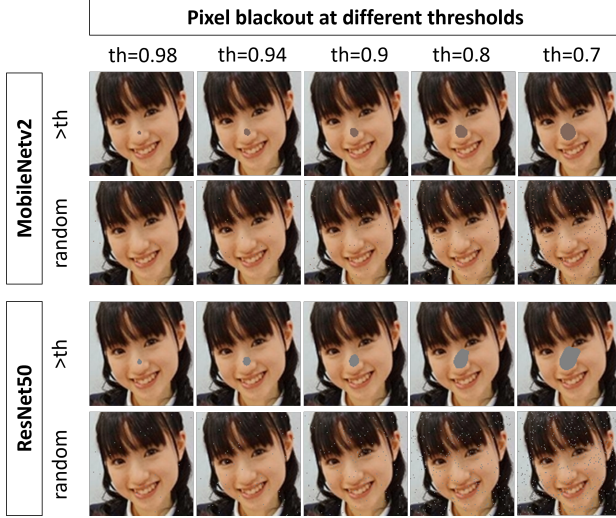 Pixel blackout at different thresholds
th=0.98 th=0.94 th=0.9 th=0.8 th=0.7
MobileNetv2
>th
random
ResNet50
>th
random